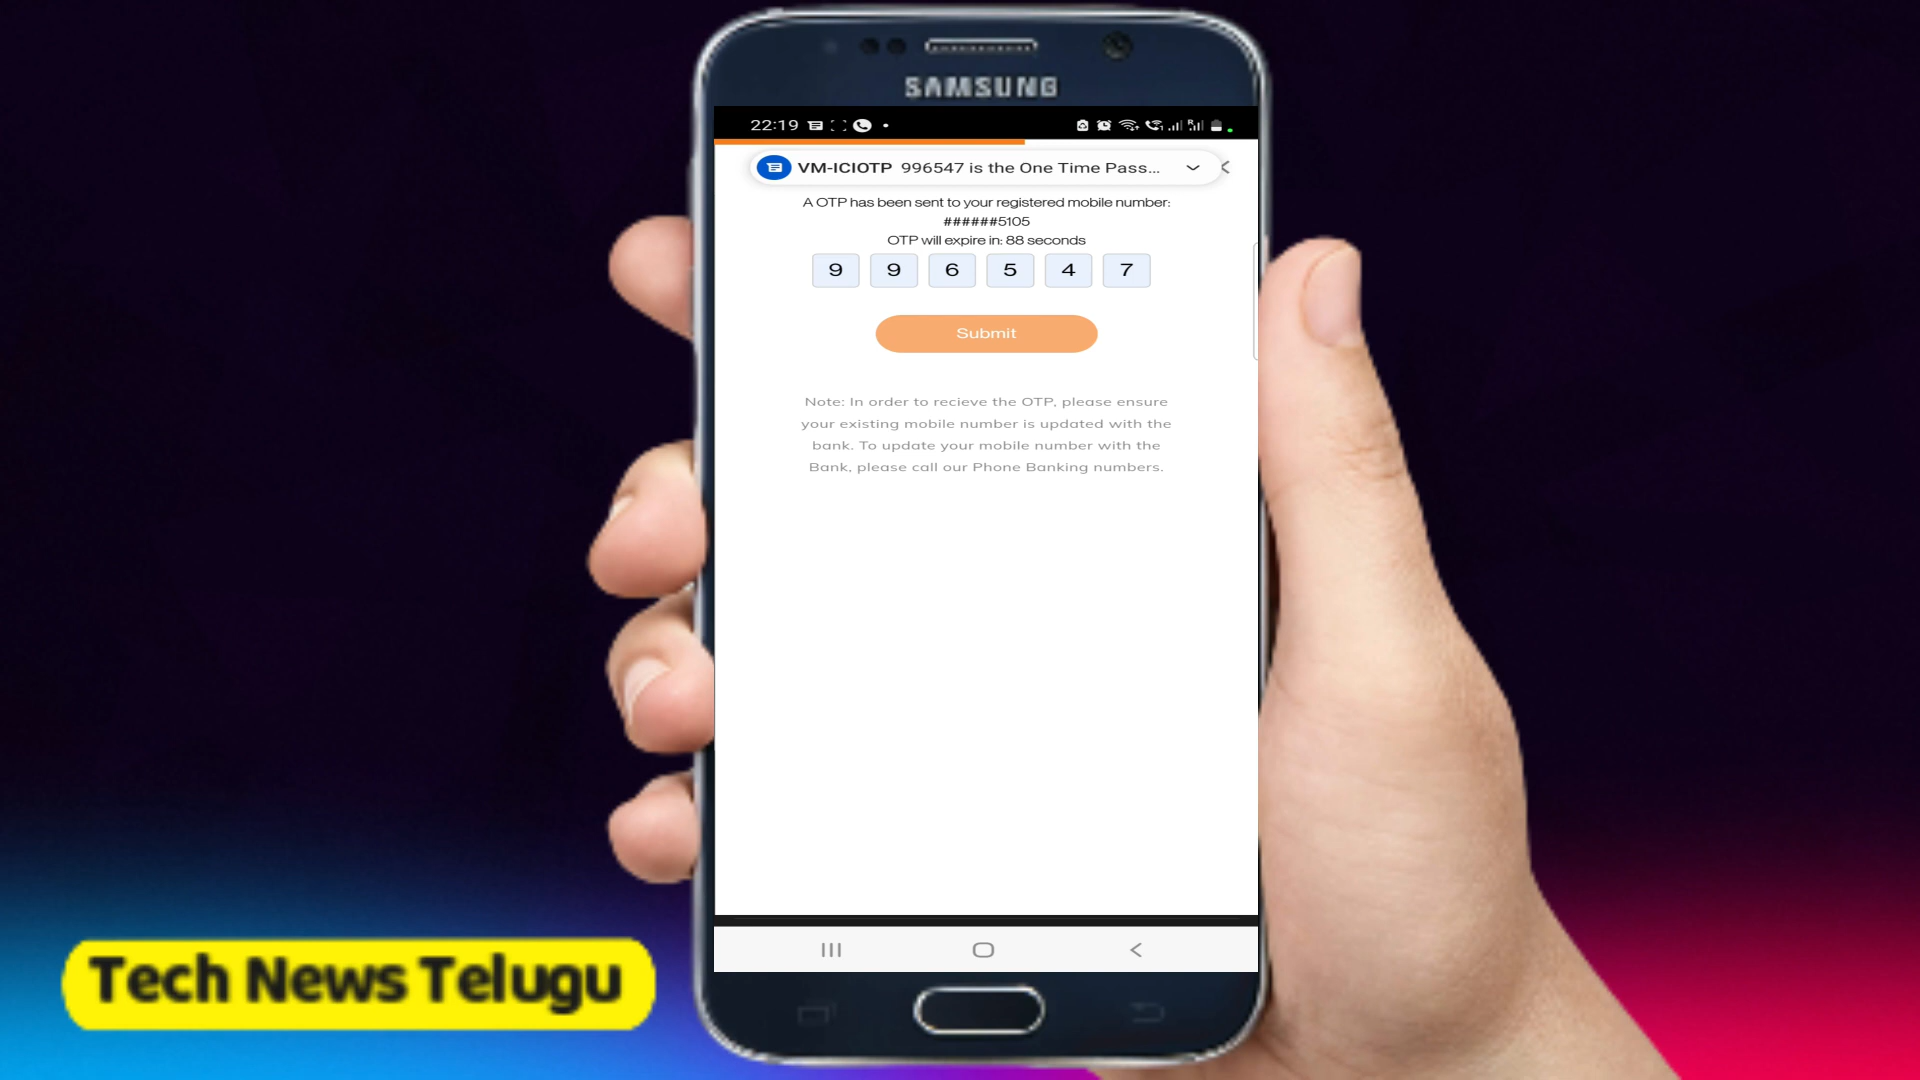 SAMSUNG
22:19
VM-ICIOTP 996547 is the One Time Pass...
A OTP has been sent to your registered mobile number:
######5105
OTP will expire in: 88 seconds
9 9 6 5 4 7
Submit
Note: In order to recieve the OTP, please ensure
your existing mobile number is updated with the
bank. To update your mobile number with the
Bank, please call our Phone Banking numbers.
Tech News Telugu